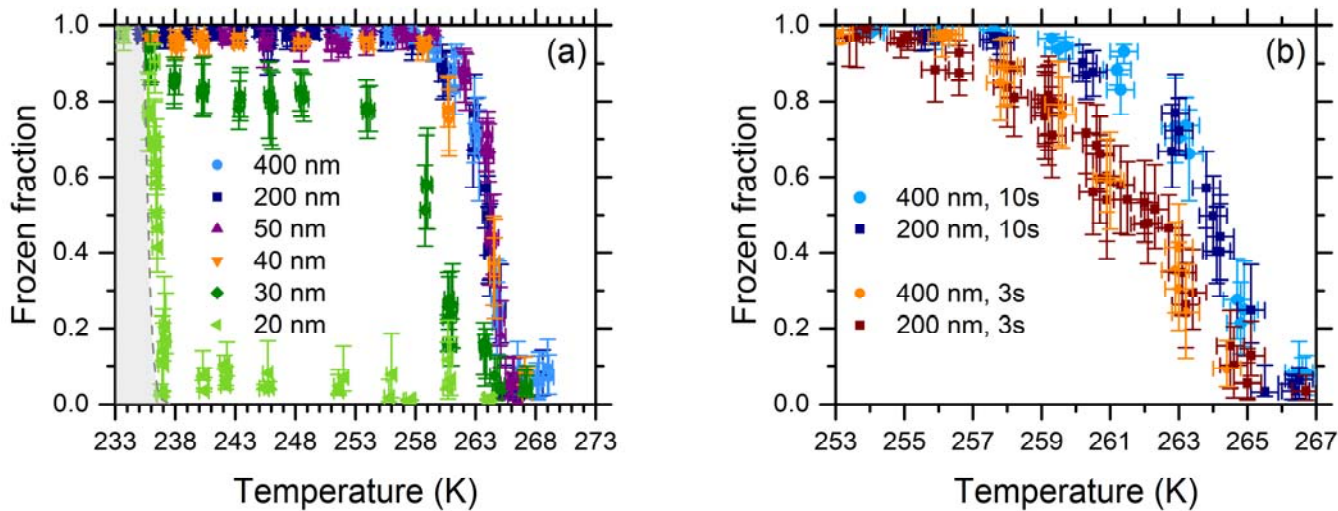 1.0
0.8
0.6
0.4
0.2
0.0
Frozen fraction
(a)
400 nm
200 nm
50 nm
40 nm
30 nm
20 nm
233 238 243 248 253 258 263 268 273
Temperature (K)
1.0
0.8
0.6
0.4
0.2
0.0
Frozen fraction
(b)
400 nm, 10s
200 nm, 10s
400 nm, 3s
200 nm, 3s
253 255 257 259 261 263 265 267
Temperature (K)